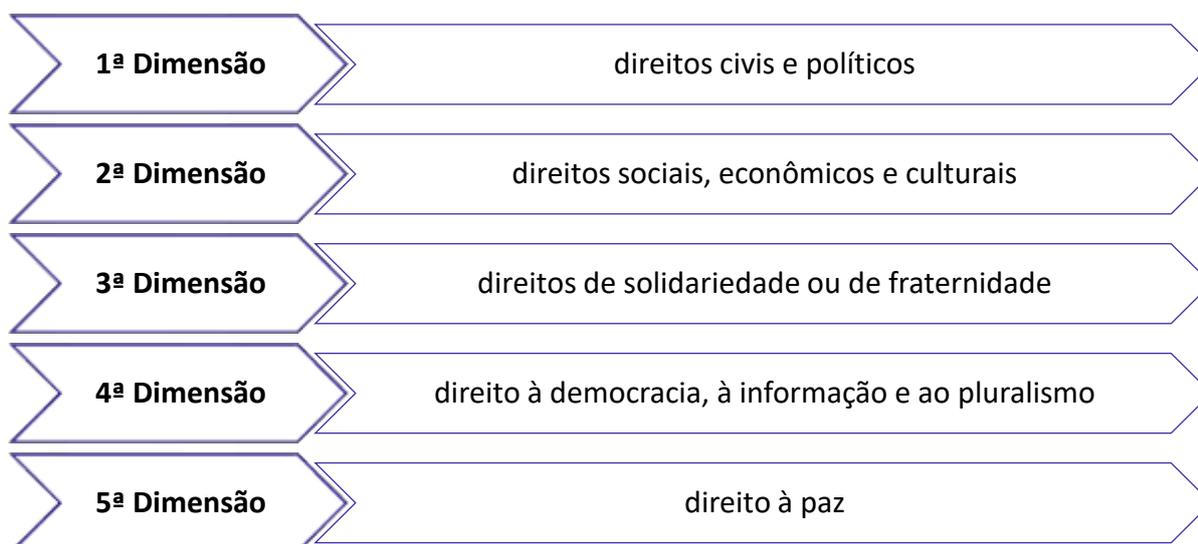 1ª Dimensão
direitos civis e políticos
2ª Dimensão
direitos sociais, econômicos e culturais
3ª Dimensão
direitos de solidariedade ou de fraternidade
4ª Dimensão
direito à democracia, à informação e ao pluralismo
5ª Dimensão
direito à paz